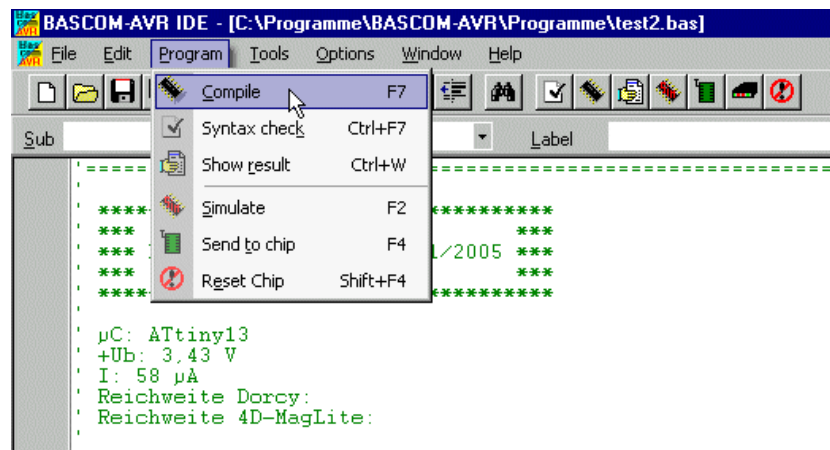 BASCOM-AVR IDE - [C:\Programme\BASCOM-AVR\Programme\test2.bas]
File Edit Program Tools Options Window Help
Compile F7
Syntax check Ctrl+F7
Show result Ctrl+W
Simulate F2
Send to chip F4
Reset Chip Shift+F4
Sub Label
'=====================================================
'
' **** **********
' *** ***
' *** 1/2005 ***
' *** ***
' **** **********
'
' µC: ATtiny13
' +Ub: 3,43 V
' I: 58 µA
' Reichweite Dorcy:
' Reichweite 4D-MagLite:
'